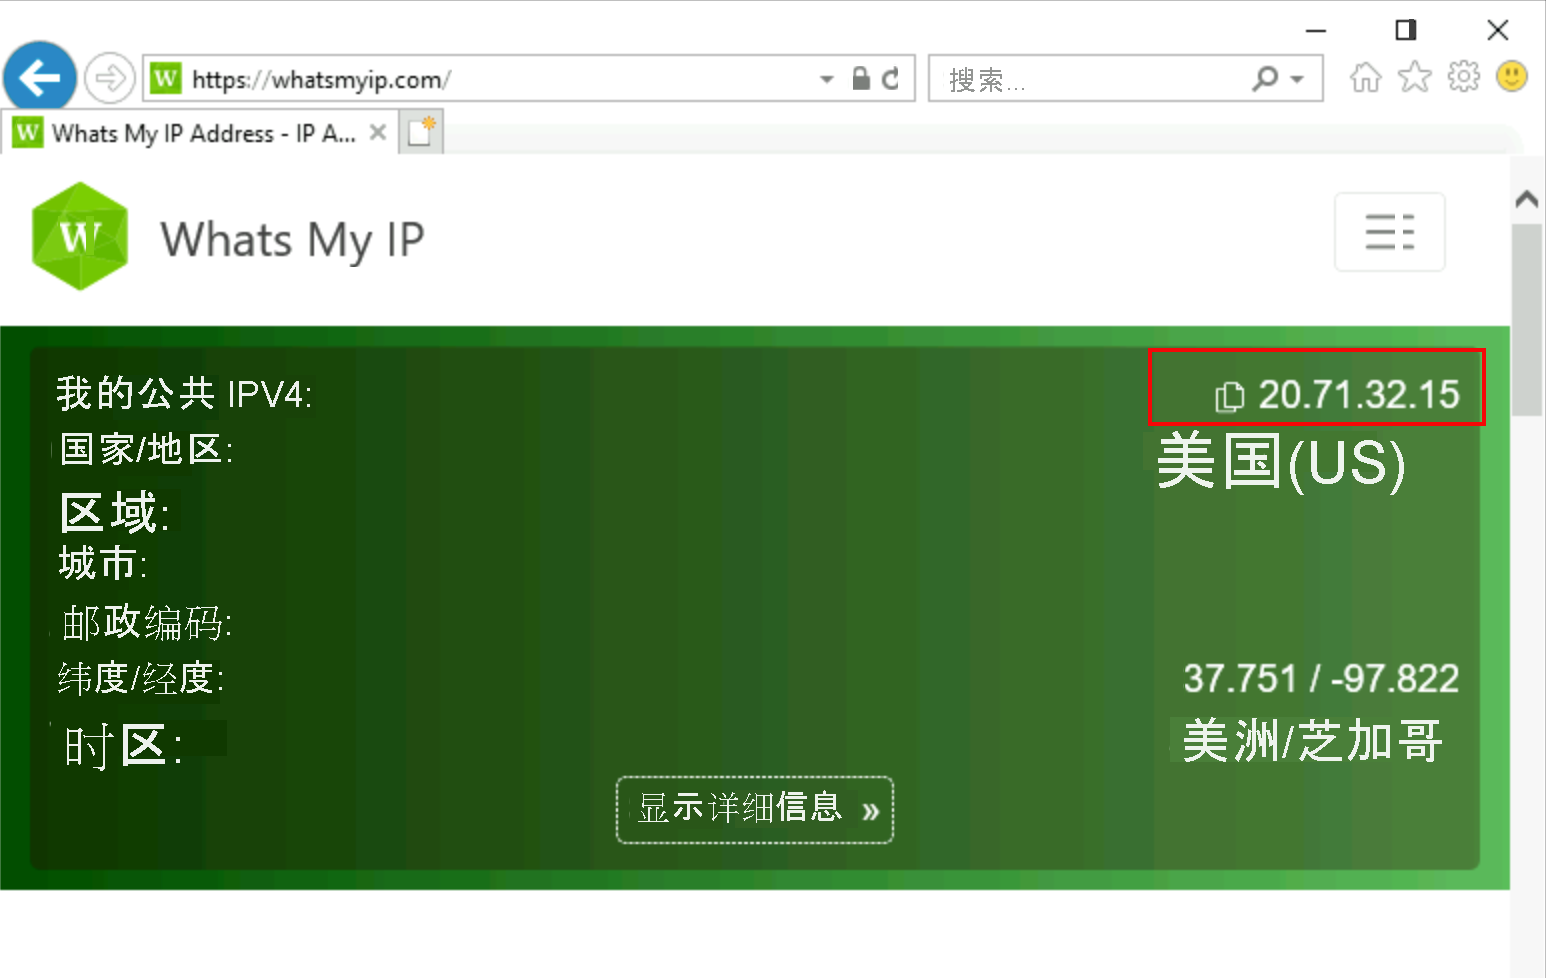 https://whatsmyip.com/
搜索...
W Whats My IP Address - IP A...
W Whats My IP
我的公共 IPV4: 20.71.32.15
国家/地区: 美国(US)
区域:
城市:
邮政编码:
纬度/经度: 37.751 / -97.822
时区: 美洲/芝加哥
显示详细信息 »